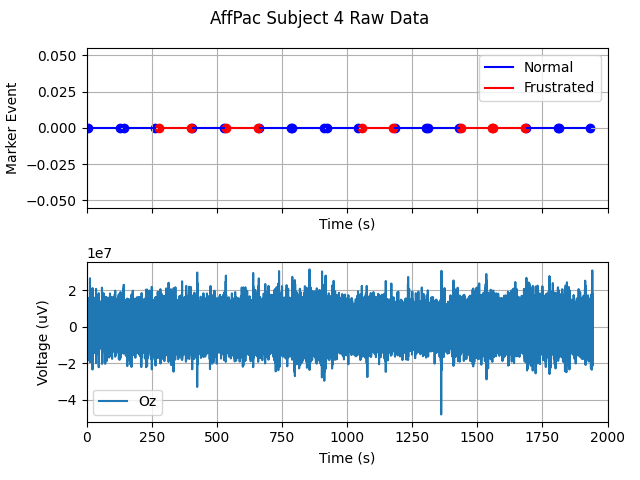 AffPac Subject 4 Raw Data
0.050
0.025
0.000
−0.025
−0.050
Marker Event
Normal
Frustrated
Time (s)
1e7
2
0
−2
−4
Voltage (uV)
Oz
0
250
500
750
1000
1250
1500
1750
2000
Time (s)